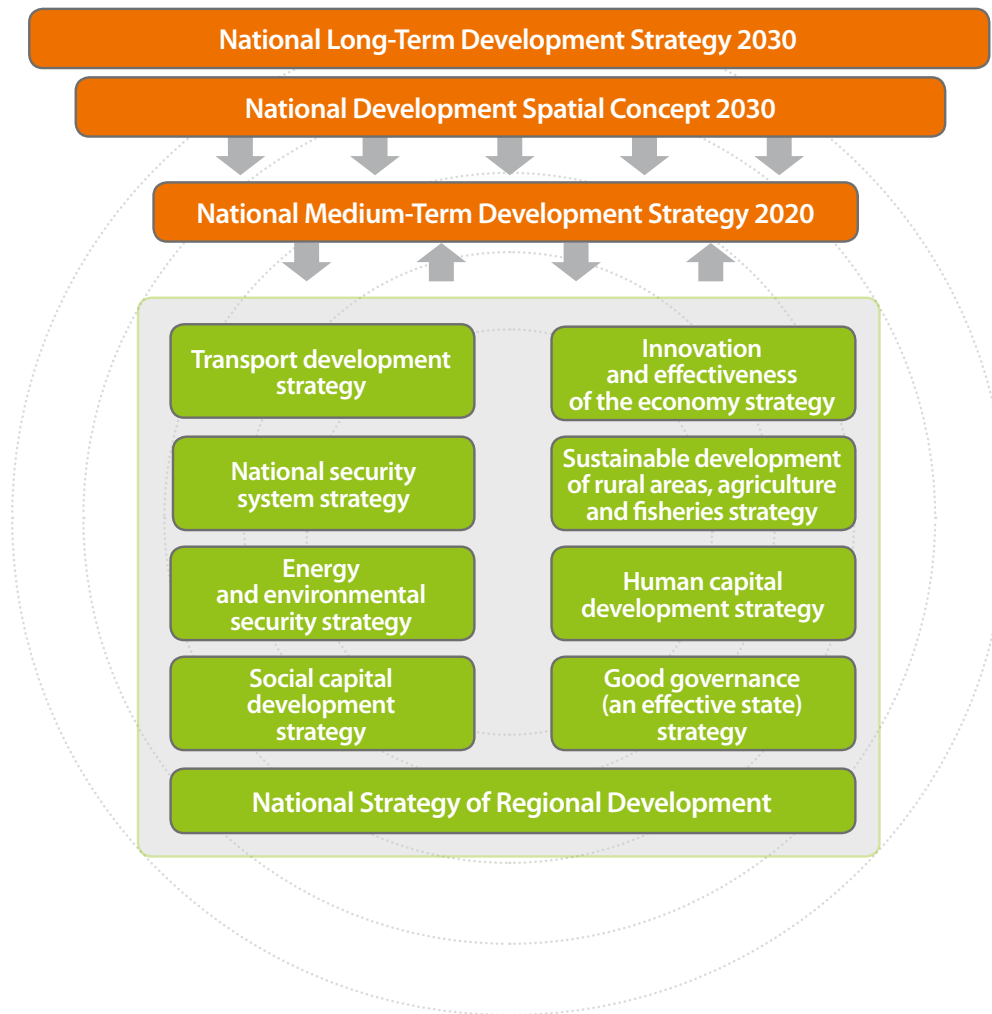 National Long-Term Development Strategy 2030
National Development Spatial Concept 2030
National Medium-Term Development Strategy 2020
Transport development
strategy
Innovation
and effectiveness
of the economy strategy
National security
system strategy
Sustainable development
of rural areas, agriculture
and fisheries strategy
Energy
and environmental
security strategy
Human capital
development strategy
Social capital
development
strategy
Good governance
(an effective state)
strategy
National Strategy of Regional Development